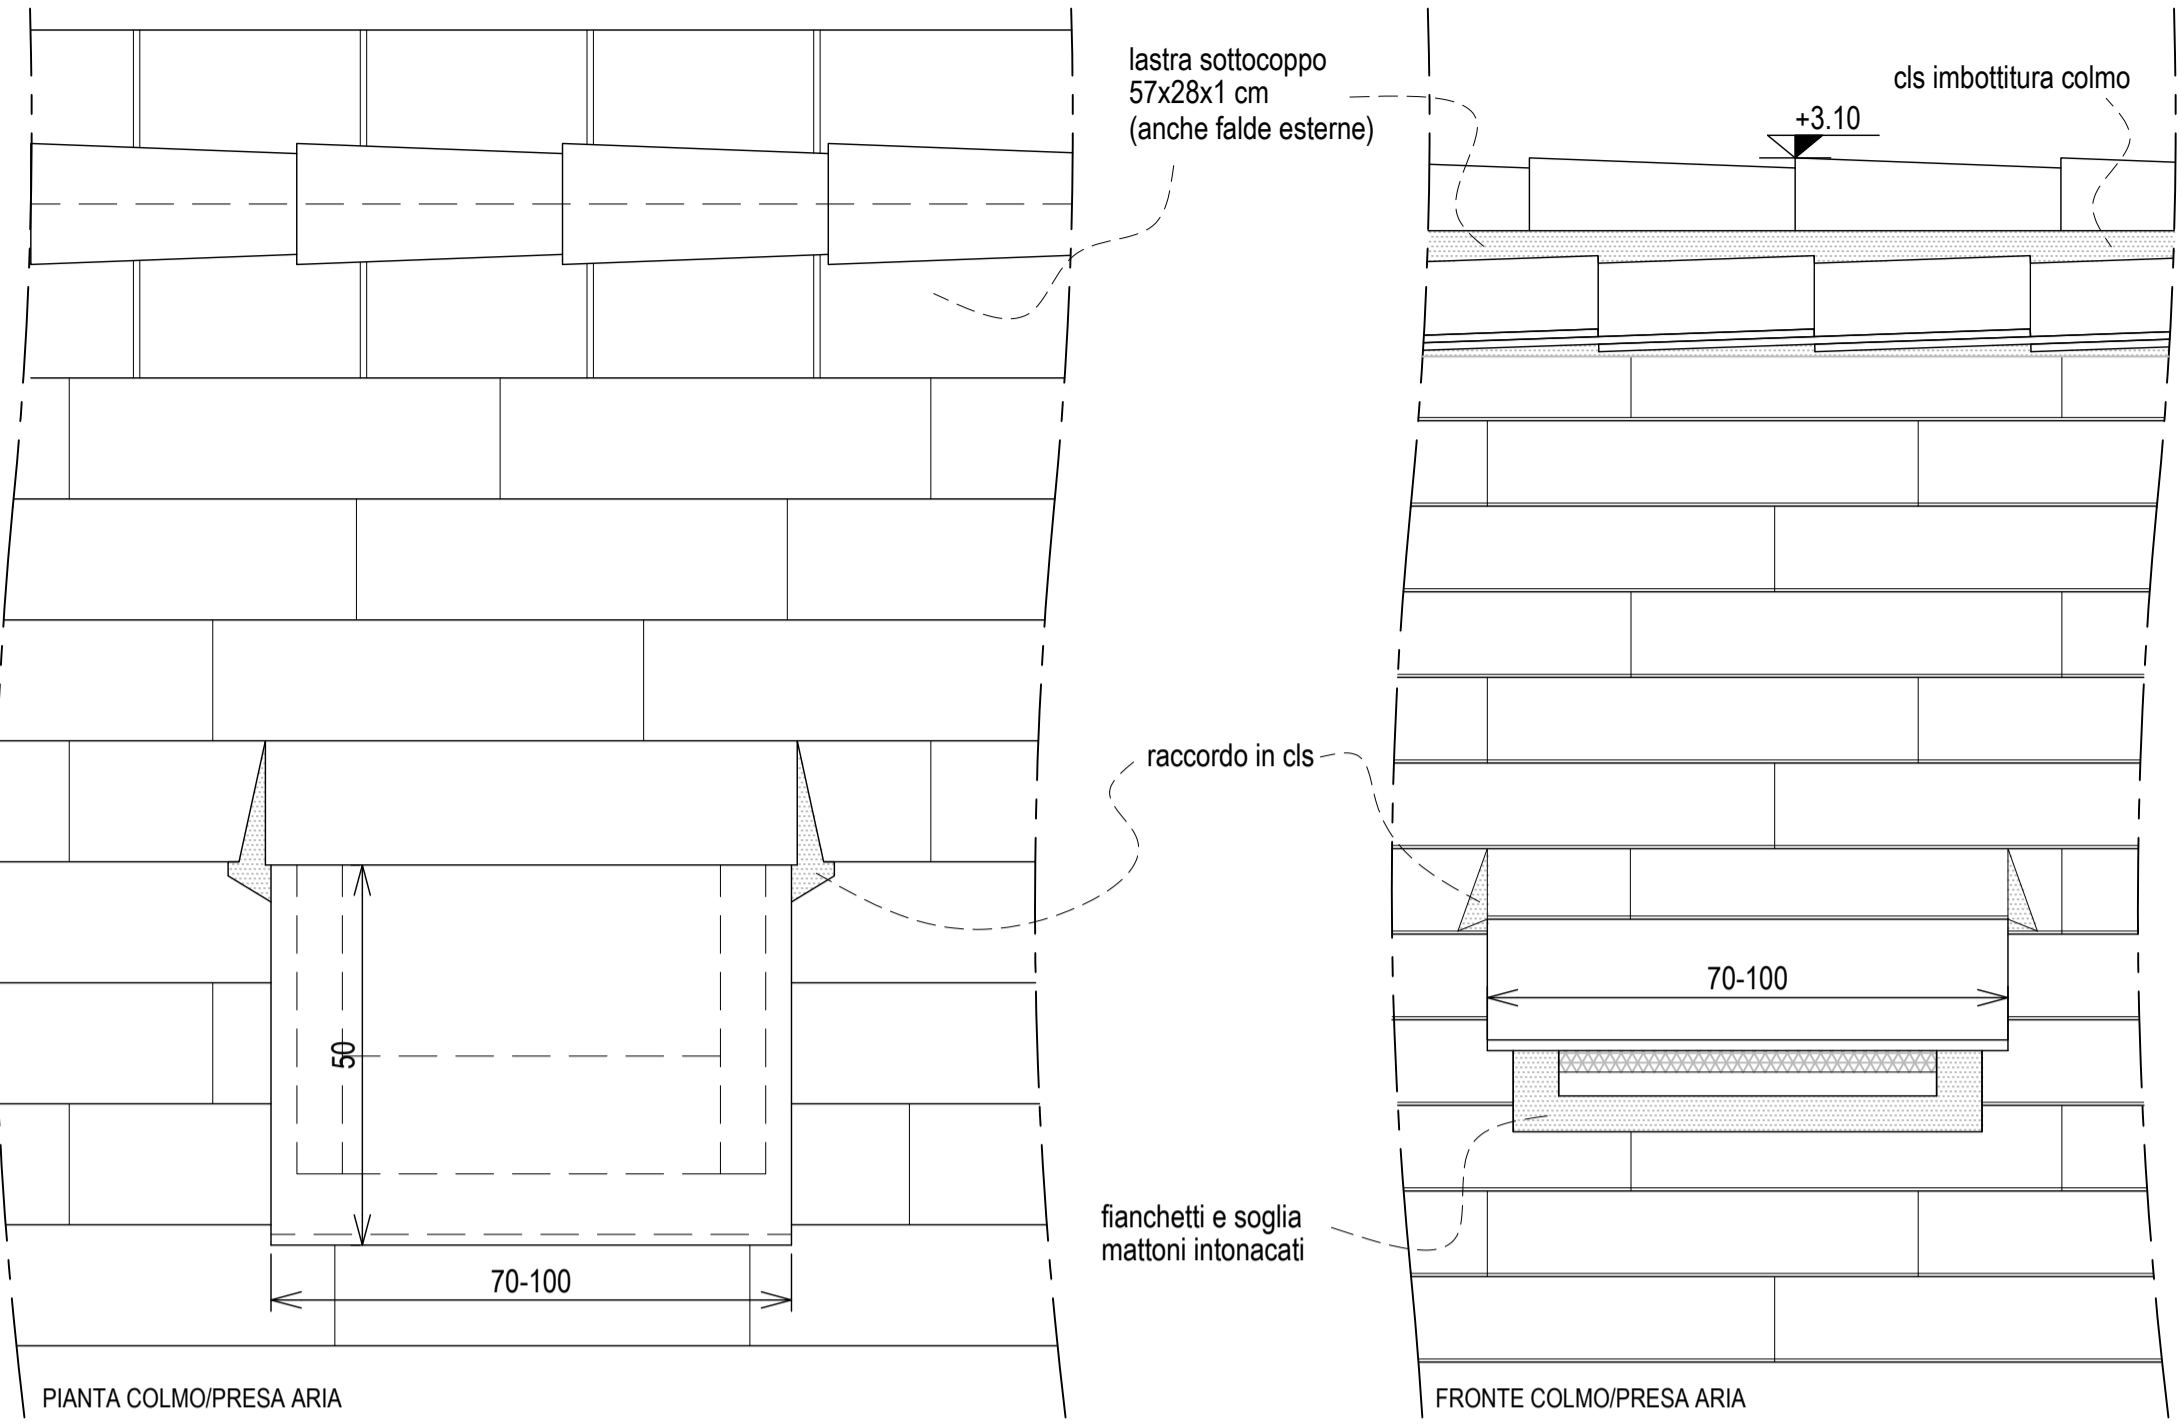 lastra sottocoppo
57x28x1 cm
(anche falde esterne)
cls imbottitura colmo
+3.10
raccordo in cls
70-100
50
fianchetti e soglia
mattoni intonacati
70-100
PIANTA COLMO/PRESA ARIA
FRONTE COLMO/PRESA ARIA